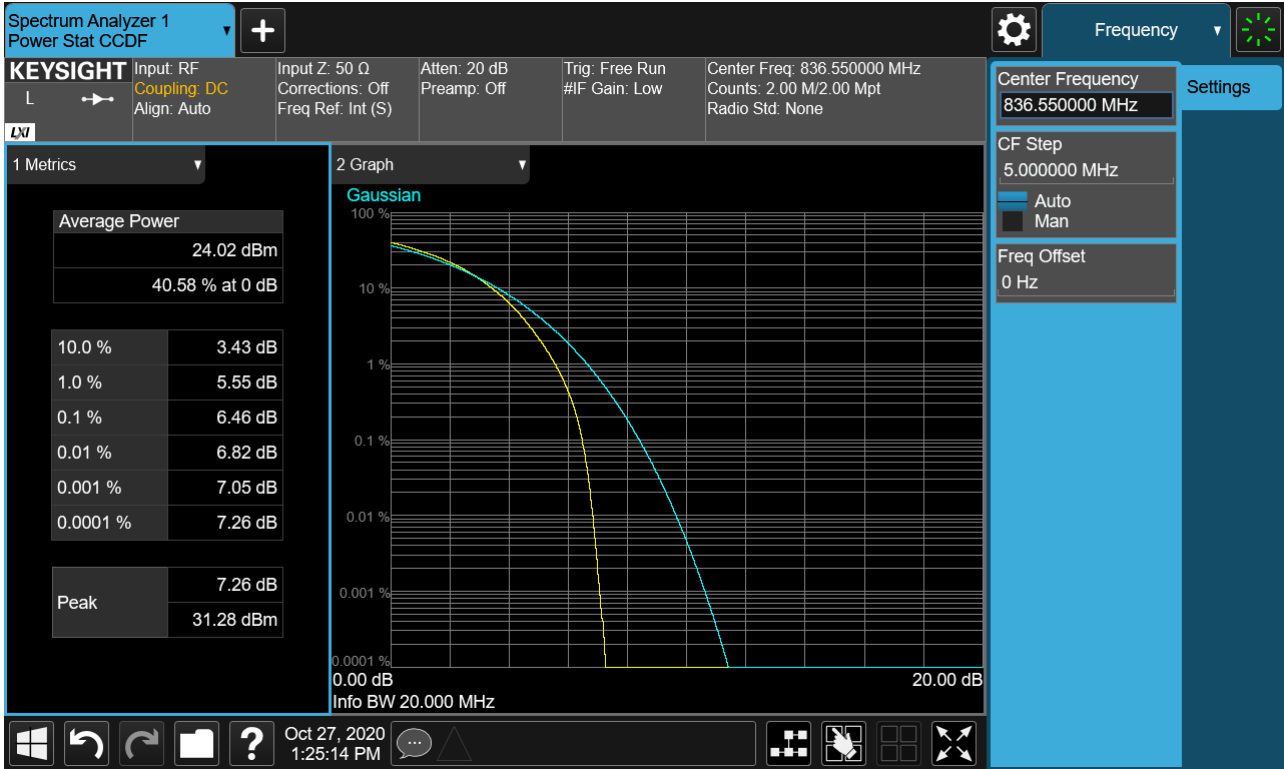 Spectrum Analyzer 1
Power Stat CCDF
+
Frequency
KEYSIGHT
L
LXI
Input: RF
Coupling: DC
Align: Auto
Input Z: 50 Ω
Corrections: Off
Freq Ref: Int (S)
Atten: 20 dB
Preamp: Off
Trig: Free Run
#IF Gain: Low
Center Freq: 836.550000 MHz
Counts: 2.00 M/2.00 Mpt
Radio Std: None
Center Frequency
836.550000 MHz
Settings
CF Step
5.000000 MHz
Auto
Man
Freq Offset
0 Hz
1 Metrics
Average Power
24.02 dBm
40.58 % at 0 dB
10.0 % 3.43 dB
1.0 % 5.55 dB
0.1 % 6.46 dB
0.01 % 6.82 dB
0.001 % 7.05 dB
0.0001 % 7.26 dB
Peak
7.26 dB
31.28 dBm
2 Graph
Gaussian
100 %
10 %
1 %
0.1 %
0.01 %
0.001 %
0.0001 %
0.00 dB 20.00 dB
Info BW 20.000 MHz
?
Oct 27, 2020
1:25:14 PM